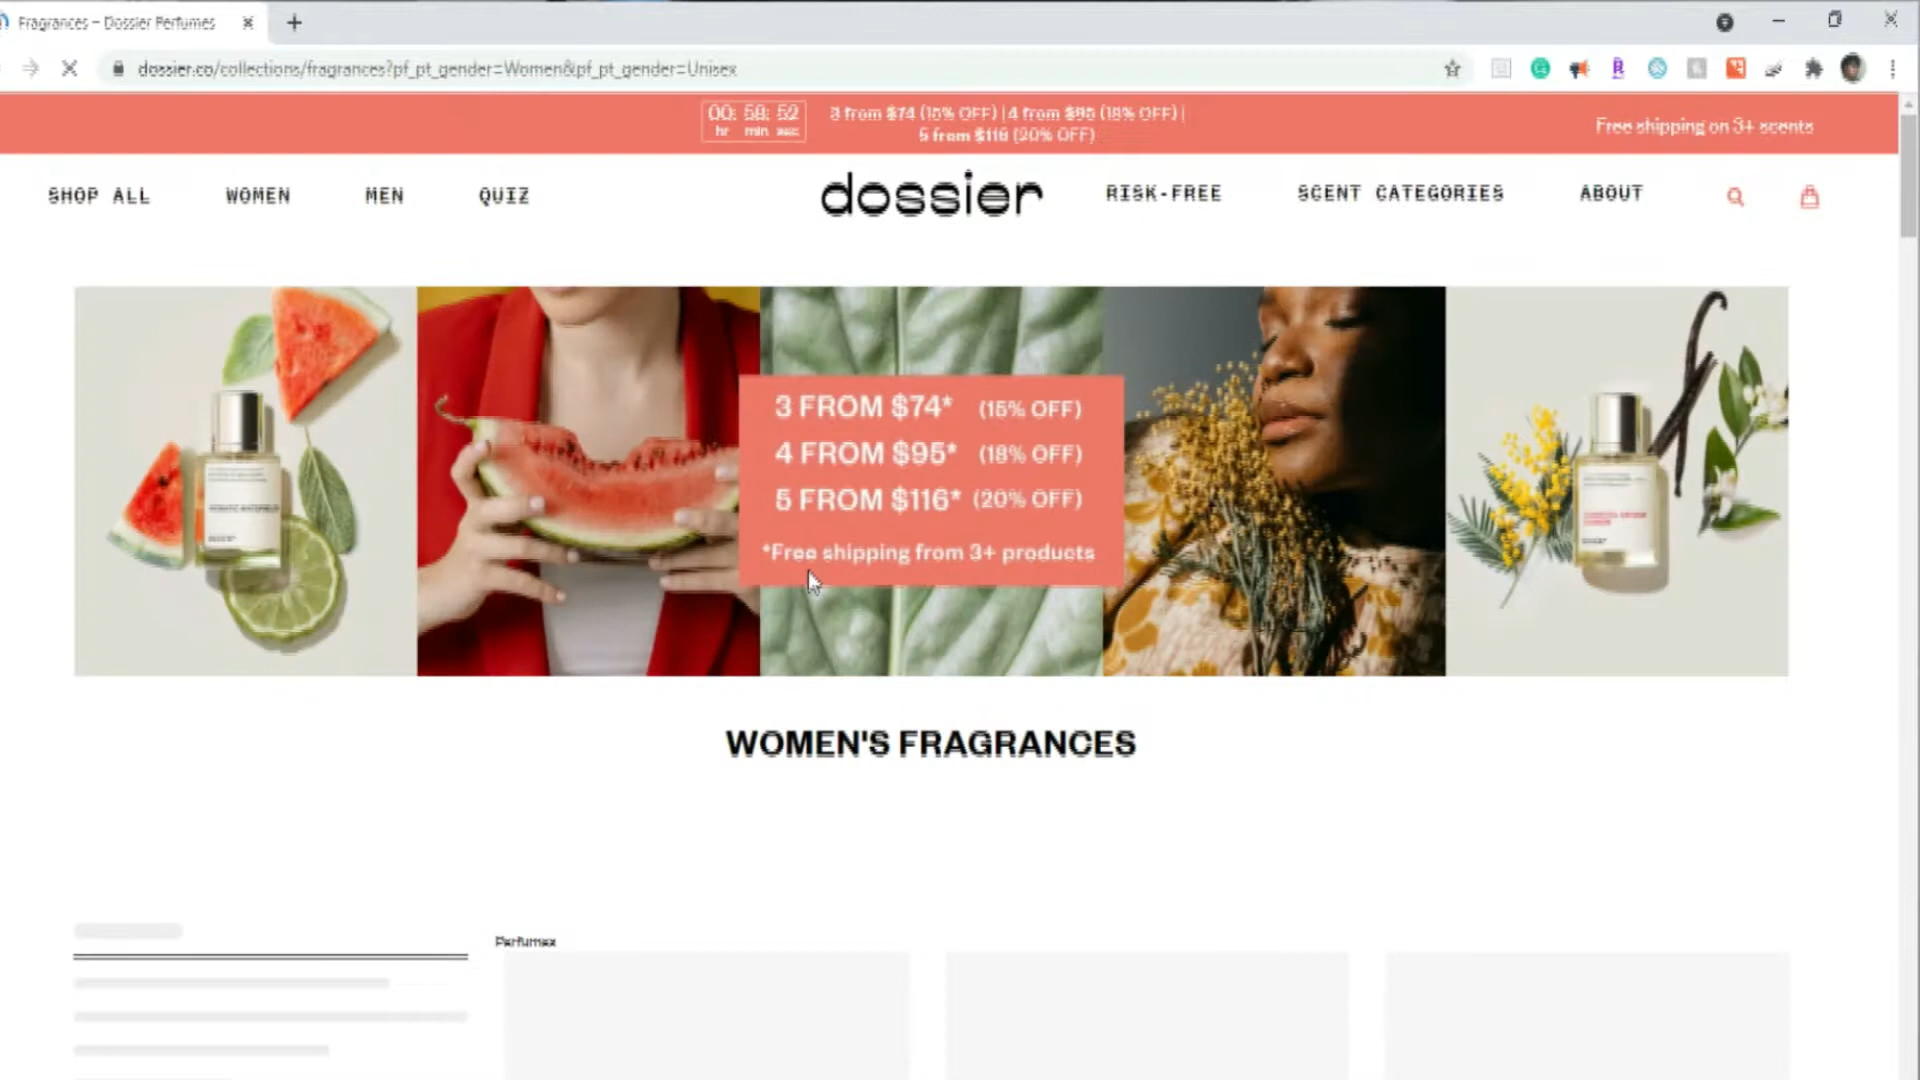 Fragrances – Dossier Perfumes
dossier.co/collections/fragrances?pf_pt_gender=Women&pf_pt_gender=Unisex
00: 58: 52
hr min sec
3 from $74 (15% OFF) | 4 from $95 (18% OFF) |
5 from $116 (20% OFF)
Free shipping on 3+ scents
SHOP ALL WOMEN MEN QUIZ dossier RISK-FREE SCENT CATEGORIES ABOUT
3 FROM $74* (15% OFF)
4 FROM $95* (18% OFF)
5 FROM $116* (20% OFF)
*Free shipping from 3+ products
WOMEN'S FRAGRANCES
Perfumes